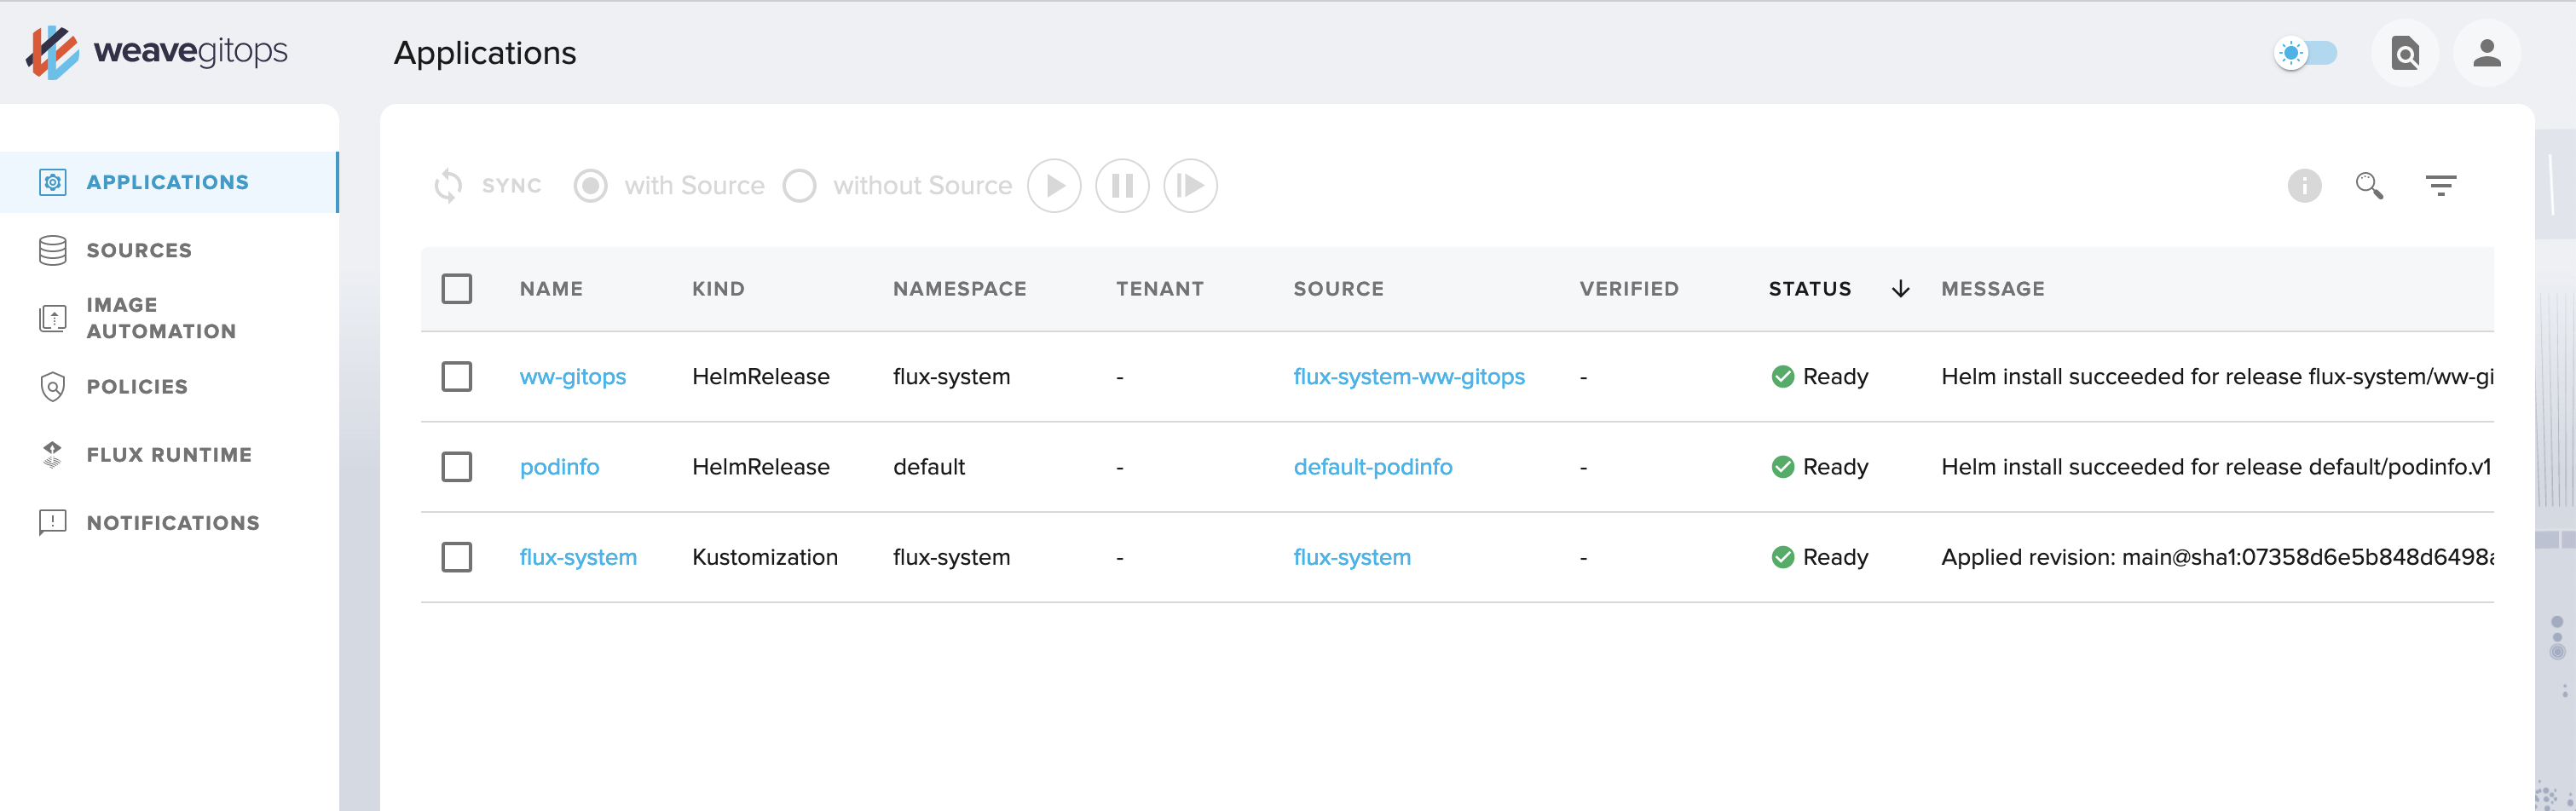 weavegitops
Applications
APPLICATIONS
SOURCES
IMAGE
AUTOMATION
POLICIES
FLUX RUNTIME
NOTIFICATIONS
SYNC with Source without Source
NAME KIND NAMESPACE TENANT SOURCE VERIFIED STATUS MESSAGE
ww-gitops HelmRelease flux-system - flux-system-ww-gitops - Ready Helm install succeeded for release flux-system/ww-gi
podinfo HelmRelease default - default-podinfo - Ready Helm install succeeded for release default/podinfo.v1
flux-system Kustomization flux-system - flux-system - Ready Applied revision: main@sha1:07358d6e5b848d6498a